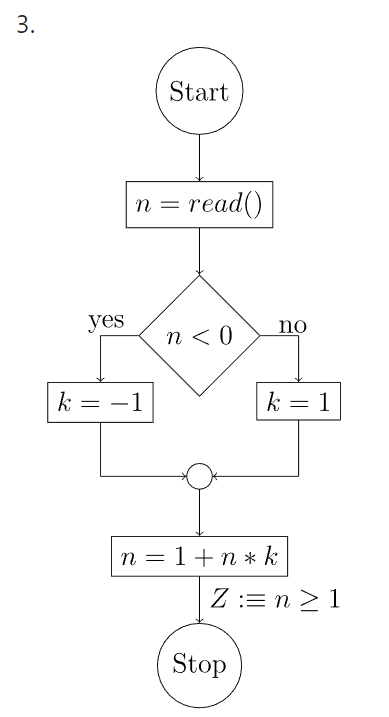 3.
Start
n = read()
yes
n < 0
no
k = −1
k = 1
n = 1 + n ∗ k
Z :≡ n ≥ 1
Stop